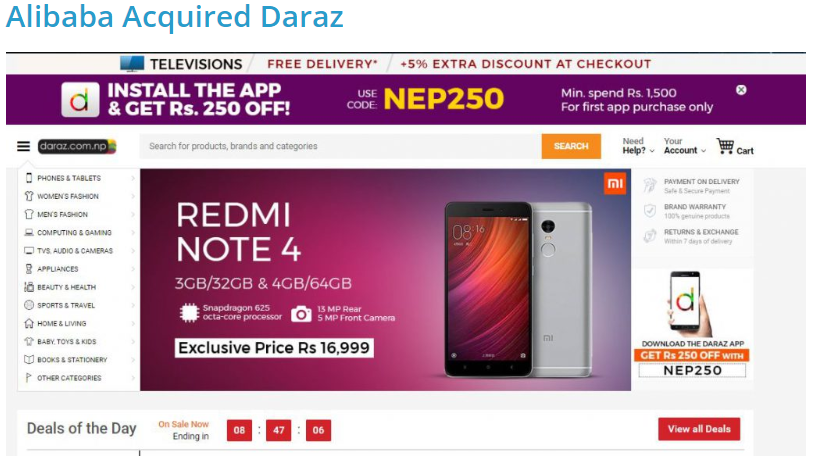 Alibaba Acquired Daraz
TELEVISIONS / FREE DELIVERY* / +5% EXTRA DISCOUNT AT CHECKOUT
INSTALL THE APP
& GET Rs. 250 OFF!
USE
CODE: NEP250
Min. spend Rs. 1,500
For first app purchase only
daraz.com.np
Search for products, brands and categories
SEARCH
Need
Help?
Your
Account
Cart
PHONES & TABLETS
WOMEN'S FASHION
MEN'S FASHION
COMPUTING & GAMING
TVS, AUDIO & CAMERAS
APPLIANCES
BEAUTY & HEALTH
SPORTS & TRAVEL
HOME & LIVING
BABY, TOYS & KIDS
BOOKS & STATIONERY
OTHER CATEGORIES
REDMI
NOTE 4
3GB/32GB & 4GB/64GB
Snapdragon 625
octa-core processor
13 MP Rear
5 MP Front Camera
Exclusive Price Rs 16,999
08:16
mi
mi
PAYMENT ON DELIVERY
Safe & Secure Payment
BRAND WARRANTY
100% genuine products
RETURNS & EXCHANGE
Within 7 days of delivery
DOWNLOAD THE DARAZ APP
GET Rs 250 OFF WITH
NEP250
Deals of the Day
On Sale Now
Ending in
08 : 47 : 06
View all Deals